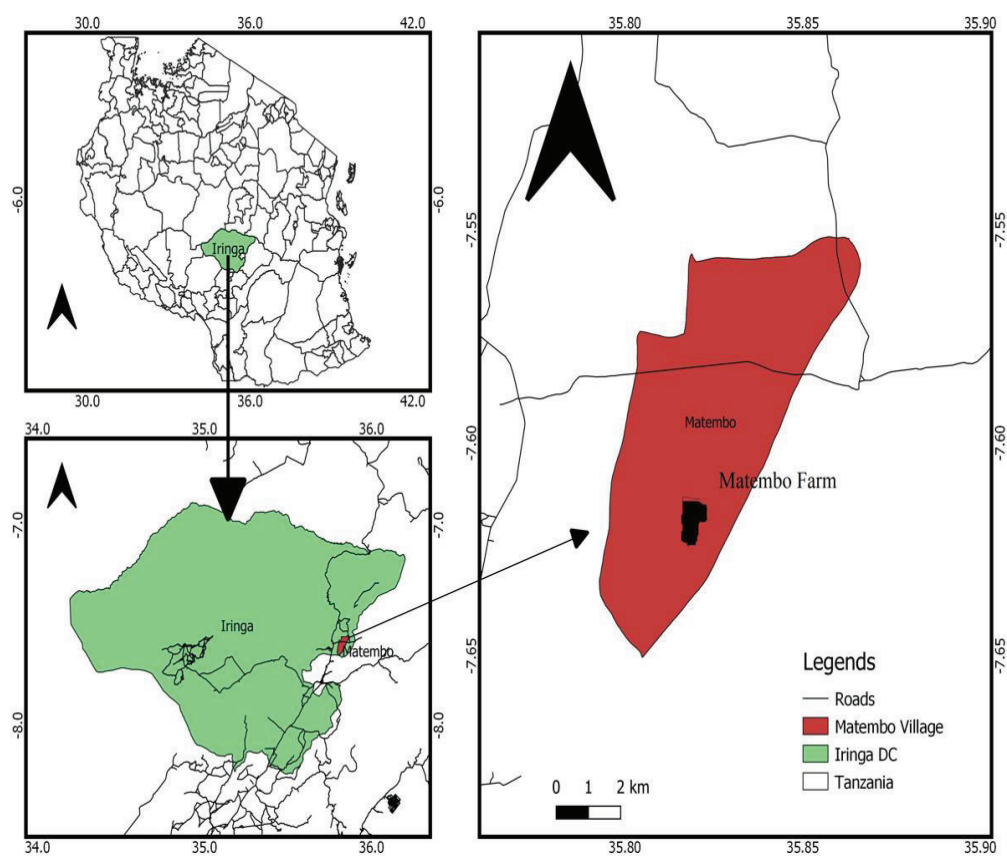 30.0 36.0 42.0
-6.0 -6.0
Iringa
30.0 36.0 42.0
34.0 35.0 36.0
-7.0 -7.0
Iringa
Matembo
-8.0 -8.0
34.0 35.0 36.0
35.80 35.85 35.90
-7.55 -7.55
Matembo
-7.60 -7.60
Matembo Farm
-7.65 -7.65
Legends
Roads
Matembo Village
Iringa DC
Tanzania
0 1 2 km
35.80 35.85 35.90